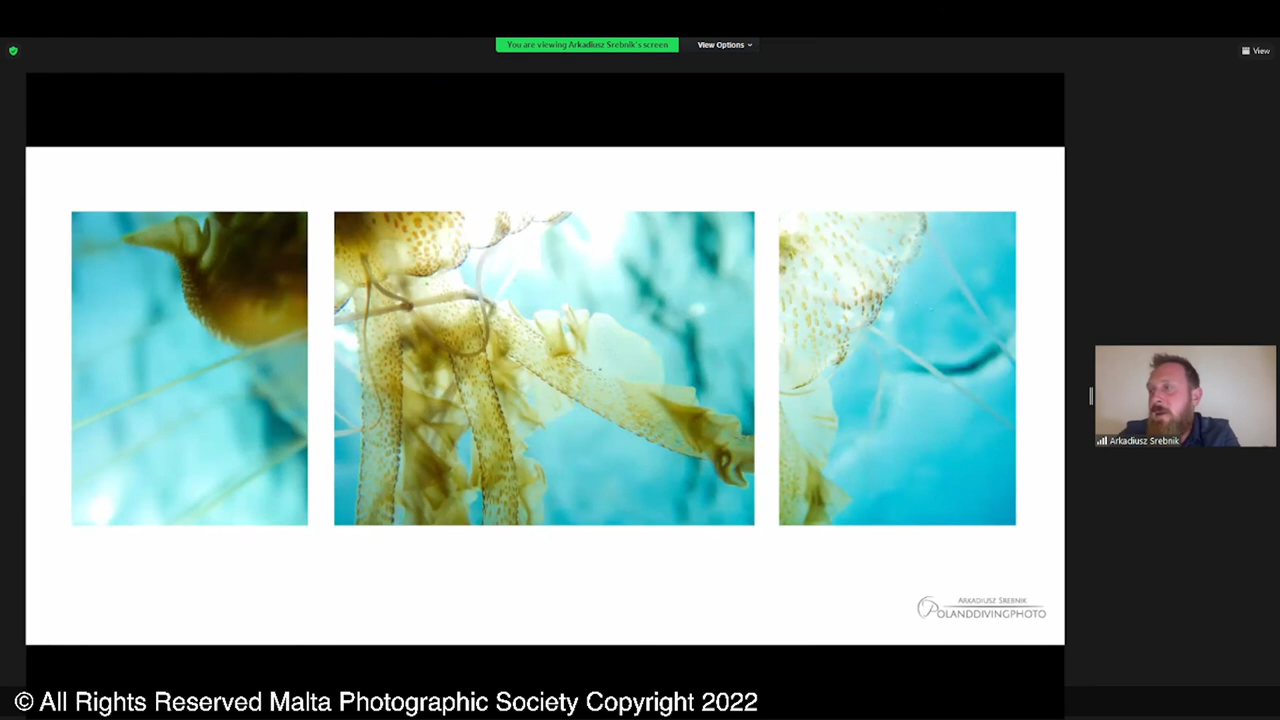 You are viewing Arkadiusz Srebnik's screen
View Options
View
Arkadiusz Srebnik
ARKADIUSZ SREBNIK
POLANDDIVINGPHOTO
© All Rights Reserved Malta Photographic Society Copyright 2022